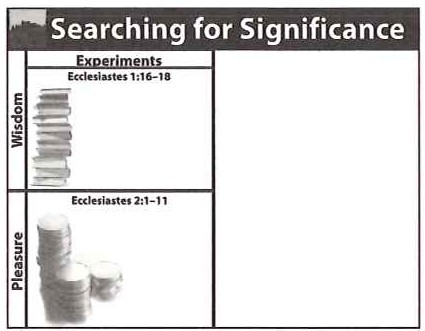 Searching for Significance
Experiments
Wisdom
Ecclesiastes 1:16–18
Pleasure
Ecclesiastes 2:1–11